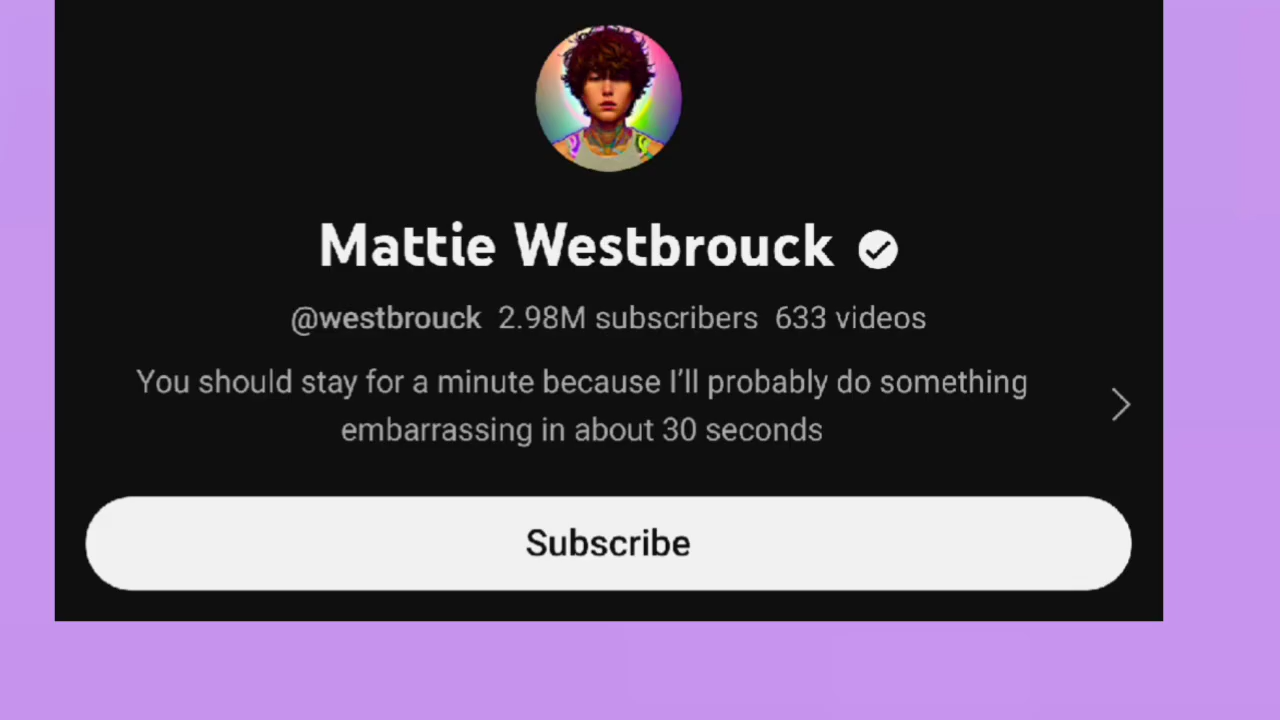 Mattie Westbrouck
@westbrouck 2.98M subscribers 633 videos
You should stay for a minute because I’ll probably do something
embarrassing in about 30 seconds
Subscribe